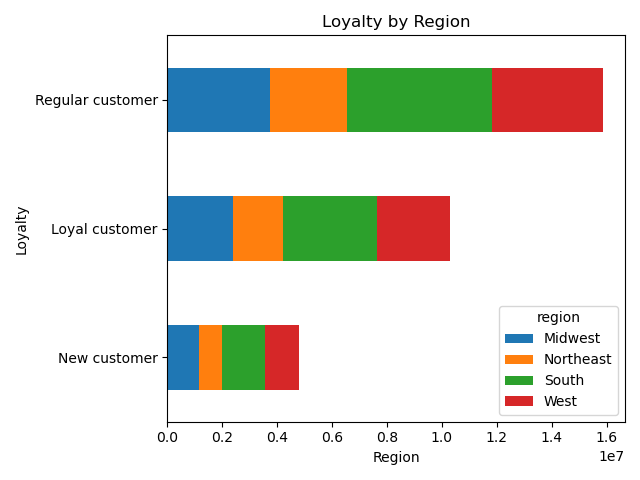 Loyalty by Region
Regular customer
Loyal customer
New customer
Loyalty
region
Midwest
Northeast
South
West
0.0 0.2 0.4 0.6 0.8 1.0 1.2 1.4 1.6
1e7
Region